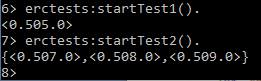 6> erctests:startTest1().
<0.505.0>
7> erctests:startTest2().
{<0.507.0>,<0.508.0>,<0.509.0>}
8>